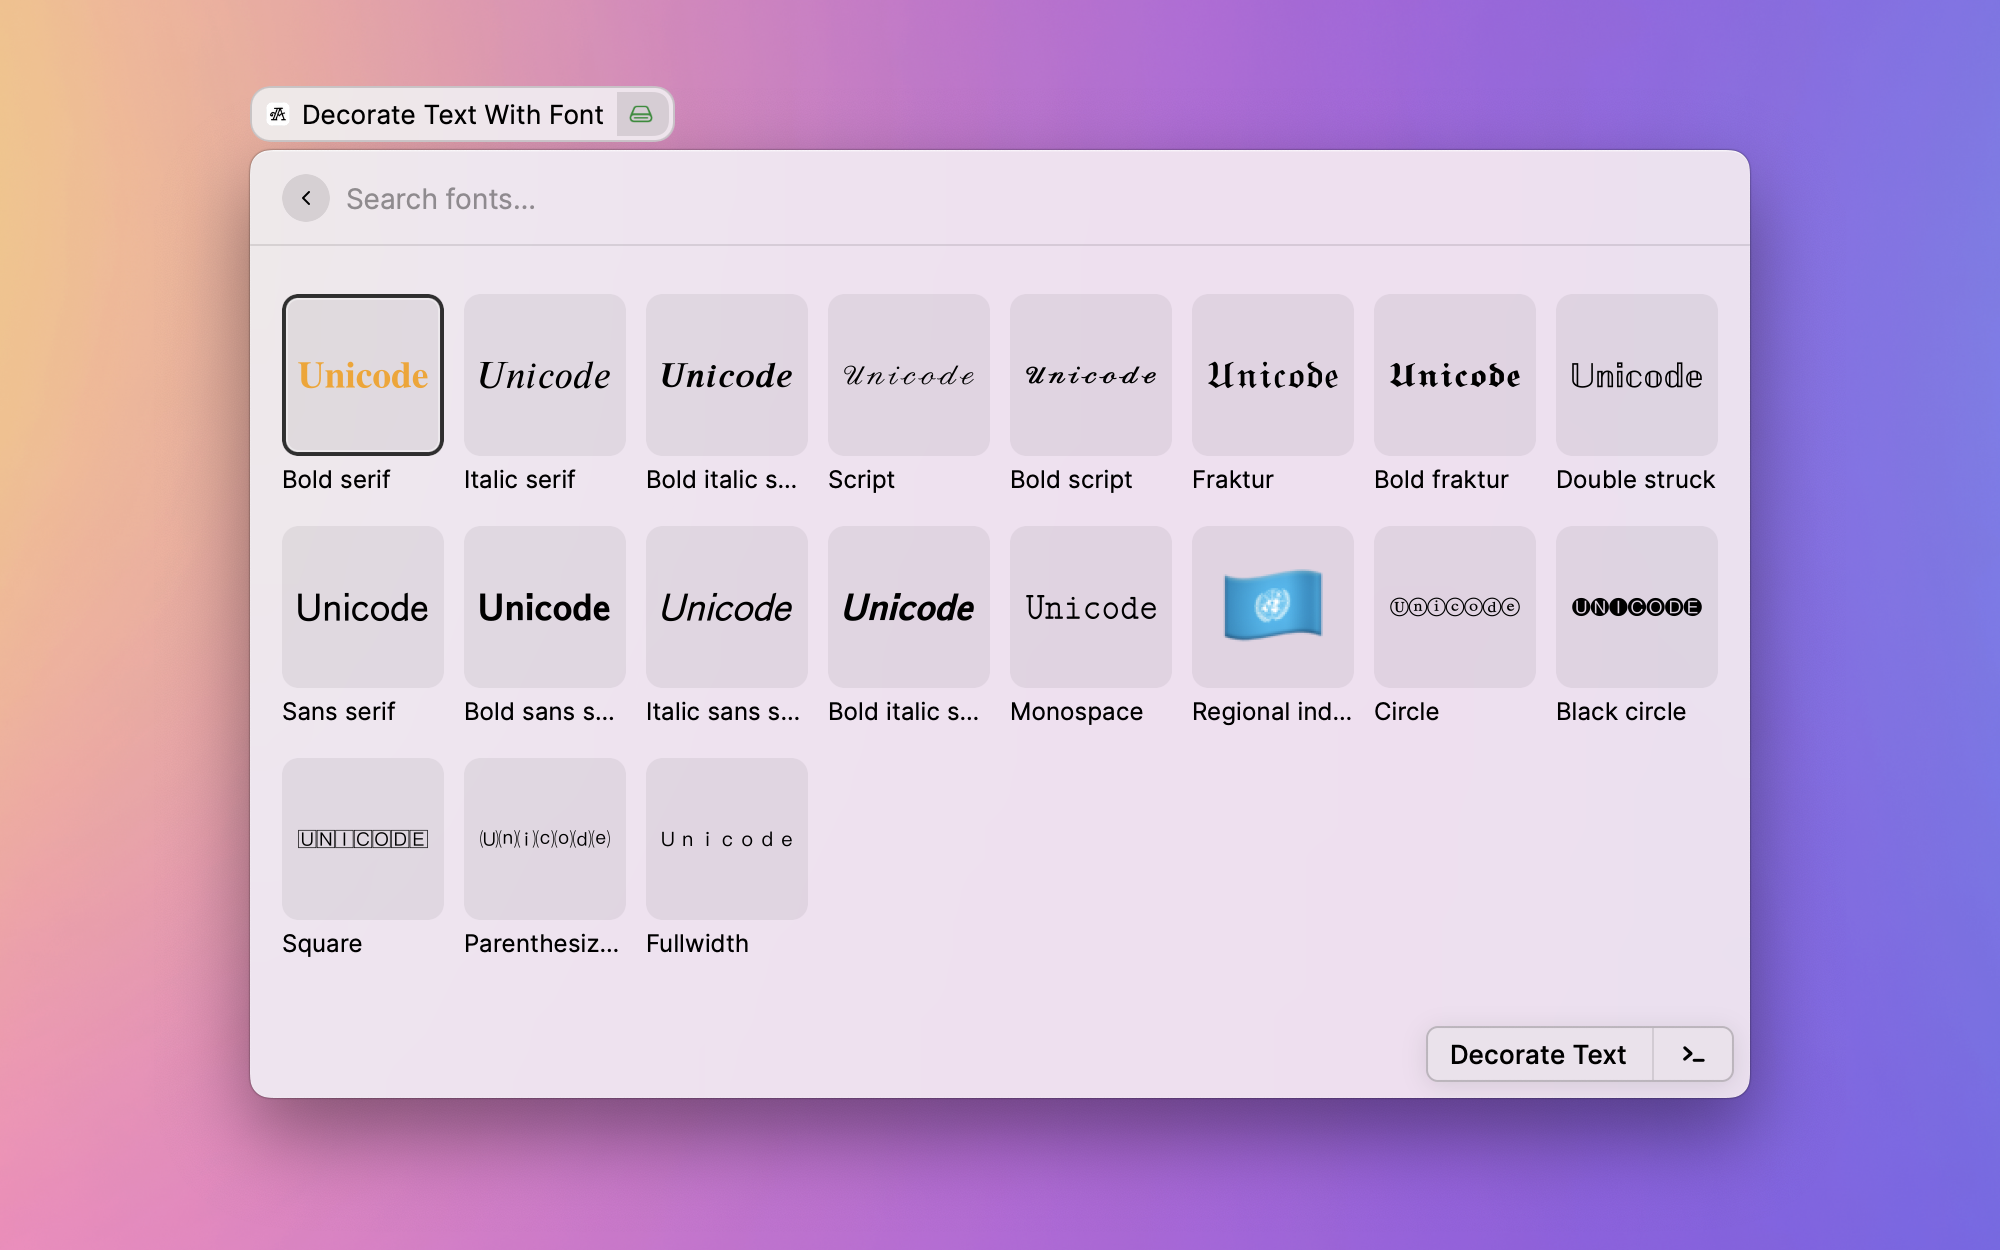 Decorate Text With Font
Search fonts...
𝐔𝐧𝐢𝐜𝐨𝐝𝐞 𝑈𝑛𝑖𝑐𝑜𝑑𝑒 𝑼𝒏𝒊𝒄𝒐𝒅𝒆 𝒰𝓃𝒾𝒸ℴ𝒹ℯ 𝓤𝓷𝓲𝓬𝓸𝓭𝓮 𝔘𝔫𝔦𝔠𝔬𝔡𝔢 𝖀𝖓𝖎𝖈𝖔𝖉𝖊 𝕌𝕟𝕚𝕔𝕠𝕕𝕖
Bold serif Italic serif Bold italic s... Script Bold script Fraktur Bold fraktur Double struck
𝖴𝗇𝗂𝖼𝗈𝖽𝖾 𝗨𝗻𝗶𝗰𝗼𝗱𝗲 𝘜𝘯𝘪𝘤𝘰𝘥𝘦 𝙐𝙣𝙞𝙘𝙤𝙙𝙚 𝚄𝚗𝚒𝚌𝚘𝚍𝚎 🇺🇳 Ⓤⓝⓘⓒⓞⓓⓔ 🅤🅝🅘🅒🅞🅓🅔
Sans serif Bold sans s... Italic sans s... Bold italic s... Monospace Regional ind... Circle Black circle
🅄🄽🄸🄲🄾🄳🄴 🄤⒩⒤⒞⒪⒟⒠ Ｕｎｉｃｏｄｅ
Square Parenthesiz... Fullwidth
Decorate Text